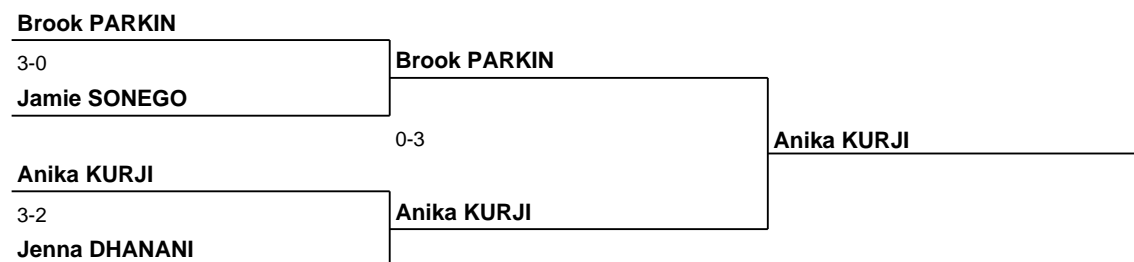 Brook PARKIN
3-0
Brook PARKIN
Jamie SONEGO
0-3
Anika KURJI
Anika KURJI
3-2
Anika KURJI
Jenna DHANANI